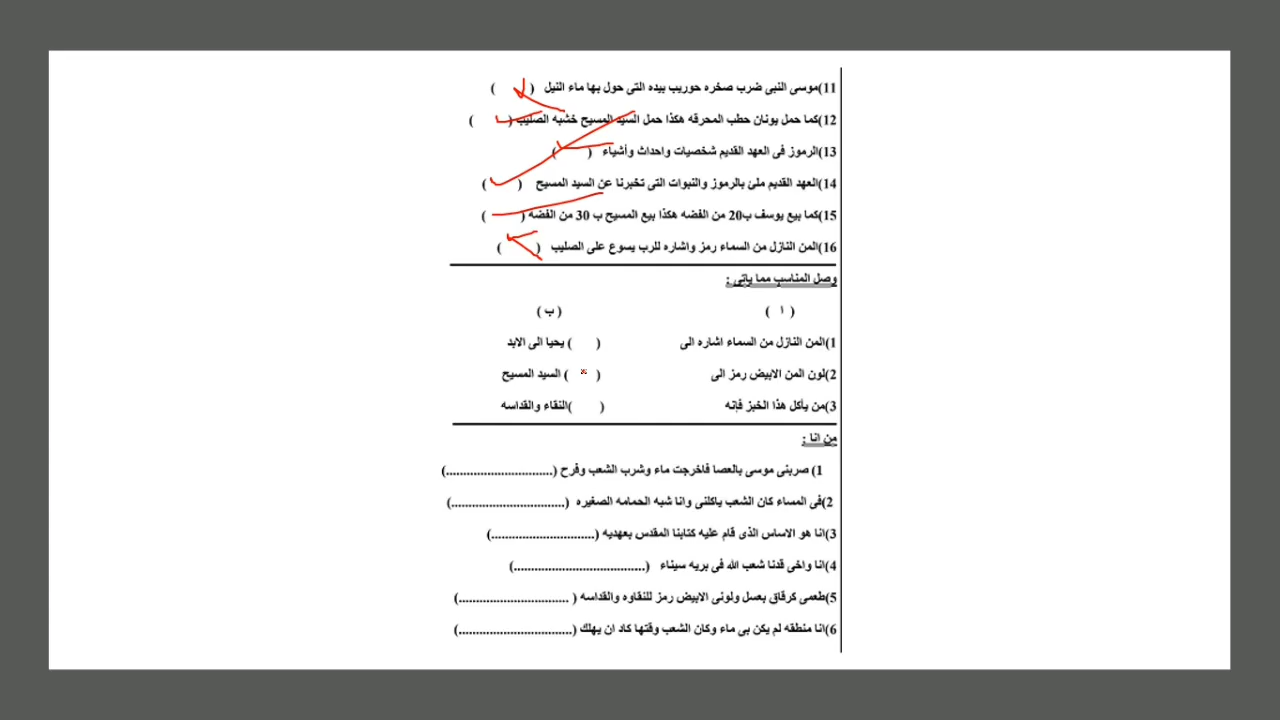 11)موسى النبى ضرب صخره حوريب بيده التى حول بها ماء النيل ( )
12)كما حمل يونان حطب المحرقه هكذا حمل السيد المسيح خشبه الصليب ( )
13)الرموز فى العهد القديم شخصيات واحداث وأشياء ( )
14)العهد القديم ملئ بالرموز والنبوات التى تخبرنا عن السيد المسيح ( )
15)كما بيع يوسف ب20 من الفضه هكذا بيع المسيح ب 30 من الفضه ( )
16)المن النازل من السماء رمز واشاره للرب يسوع على الصليب ( )
وصل المناسب مما يأتى :
( ا ) ( ب )
1)المن النازل من السماء اشاره الى ( ) يحيا الى الابد
2)لون المن الابيض رمز الى ( ) السيد المسيح
3)من يأكل هذا الخبز فإنه ( )النقاء والقداسه
من انا :
1) صربنى موسى بالعصا فاخرجت ماء وشرب الشعب وفرح (...............................)
2)فى المساء كان الشعب ياكلنى وانا شبه الحمامه الصغيره (.................................)
3)انا هو الاساس الذى قام عليه كتابنا المقدس بعهديه (..............................)
4)انا واخى قدنا شعب الله فى بريه سيناء (......................................)
5)طعمى كرقاق بعسل ولونى الابيض رمز للنقاوه والقداسه ( ................................)
6)انا منطقه لم يكن بى ماء وكان الشعب وقتها كاد ان يهلك (.................................)